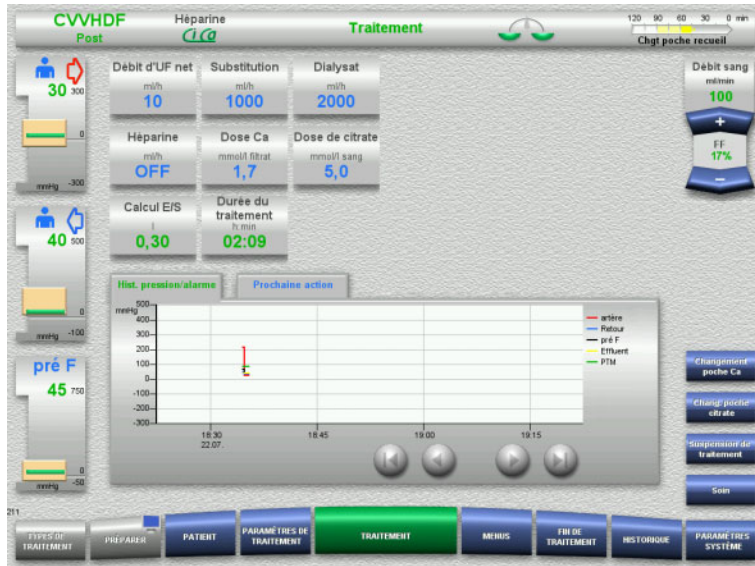 CVVHDF
Post
Héparine
CiCa
Traitement
120 90 60 30 0 min
Chgt poche recueil
30
300
0
-300
mmHg
40
500
0
-100
mmHg
pré F
45
750
0
-50
mmHg
Débit d'UF net
ml/h
10
Substitution
ml/h
1000
Dialysat
ml/h
2000
Héparine
ml/h
OFF
Dose Ca
mmol/l filtrat
1,7
Dose de citrate
mmol/l sang
5,0
Calcul E/S
l
0,30
Durée du
traitement
h:min
02:09
Débit sang
ml/min
100
+
FF
17%
−
Hist. pression/alarme
Prochaine action
mmHg
500
400
300
200
100
0
-100
-200
-300
18:30
22.07.
18:45
19:00
19:15
artère
Retour
pré F
Effluent
PTM
Changement
poche Ca
Chang. poche
citrate
Suspension de
traitement
Soin
211
TYPES DE
TRAITEMENT
PRÉPARER
PATIENT
PARAMÈTRES DE
TRAITEMENT
TRAITEMENT
MENUS
FIN DE
TRAITEMENT
HISTORIQUE
PARAMÈTRES
SYSTÈME